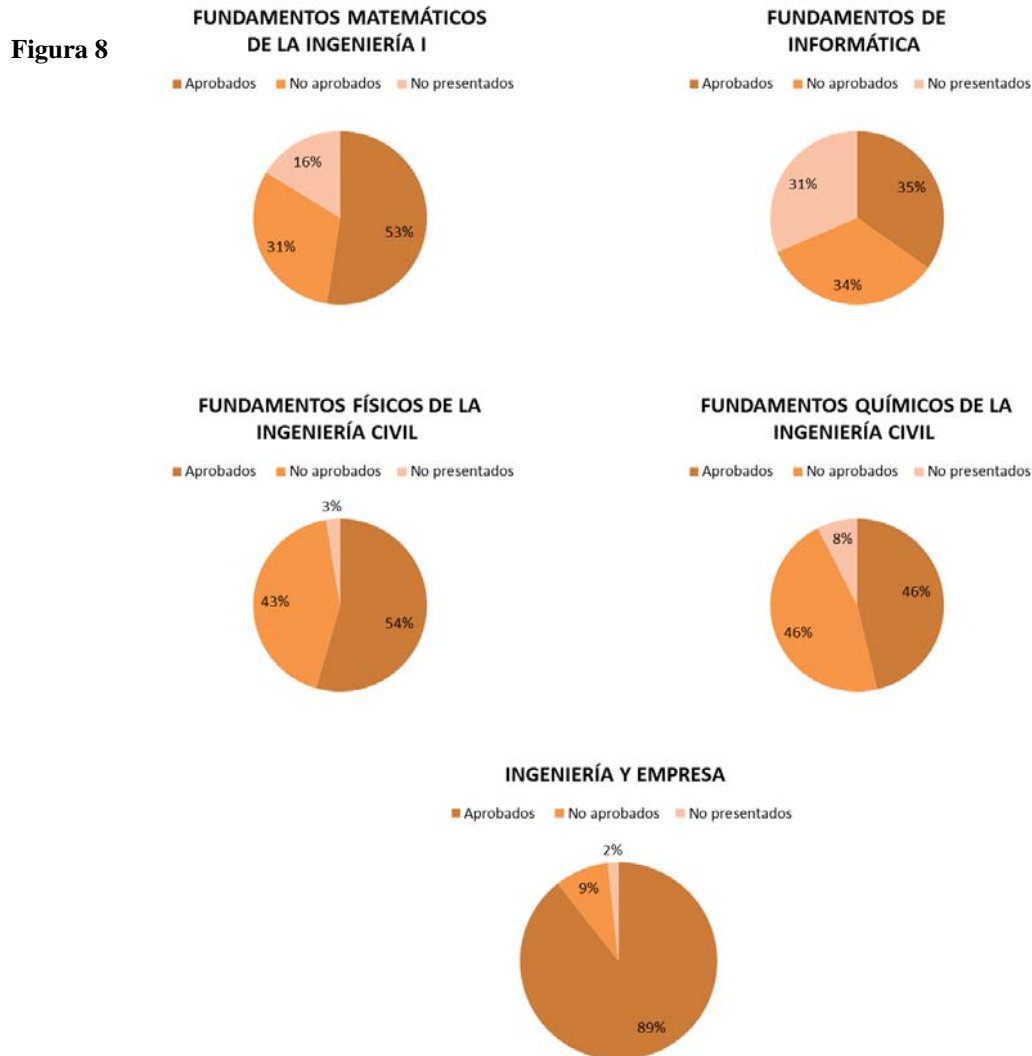 Figura 8
FUNDAMENTOS MATEMÁTICOS
DE LA INGENIERÍA I
Aprobados No aprobados No presentados
16%
31%
53%
FUNDAMENTOS DE
INFORMÁTICA
Aprobados No aprobados No presentados
31%
35%
34%
FUNDAMENTOS FÍSICOS DE LA
INGENIERÍA CIVIL
Aprobados No aprobados No presentados
3%
43%
54%
FUNDAMENTOS QUÍMICOS DE LA
INGENIERÍA CIVIL
Aprobados No aprobados No presentados
8%
46%
46%
INGENIERÍA Y EMPRESA
Aprobados No aprobados No presentados
2%
9%
89%